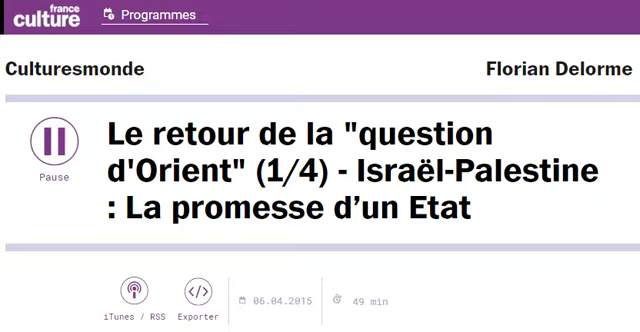 france
culture
Programmes
Culturesmonde
Florian Delorme
Le retour de la "question
d'Orient" (1/4) - Israël-Palestine
: La promesse d’un Etat
Pause
iTunes / RSS
Exporter
06.04.2015
49 min